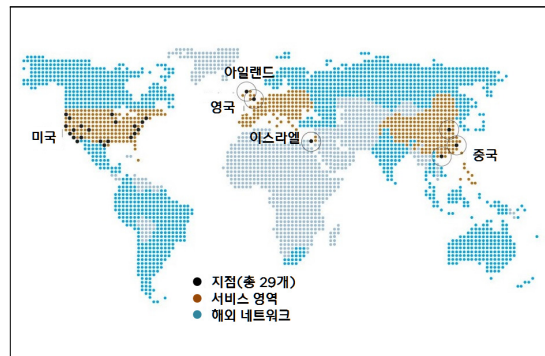 아일랜드
영국
미국
이스라엘
중국
지점(총 29개)
서비스 영역
해외 네트워크